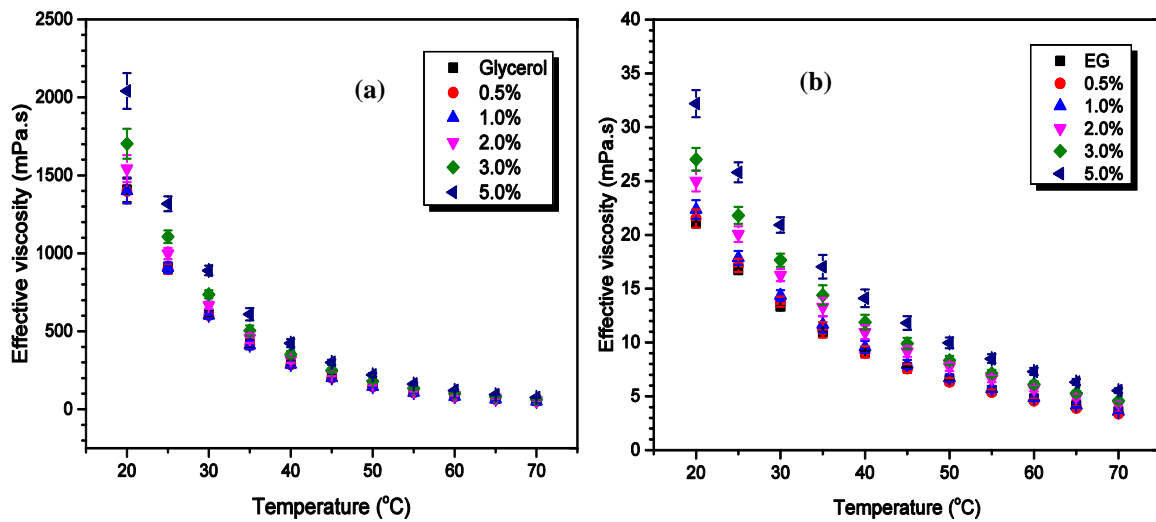 (a)
Glycerol
0.5%
1.0%
2.0%
3.0%
5.0%
2500
2000
1500
1000
500
0
Effective viscosity (mPa.s)
20 30 40 50 60 70
Temperature (°C)
(b)
EG
0.5%
1.0%
2.0%
3.0%
5.0%
40
35
30
25
20
15
10
5
0
Effective viscosity (mPa.s)
20 30 40 50 60 70
Temperature (°C)